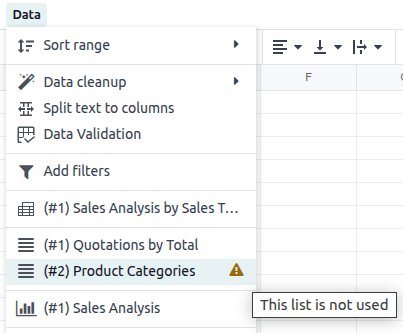 Data
Sort range
Data cleanup
Split text to columns
Data Validation
Add filters
(#1) Sales Analysis by Sales T...
(#1) Quotations by Total
(#2) Product Categories
(#1) Sales Analysis
This list is not used
F